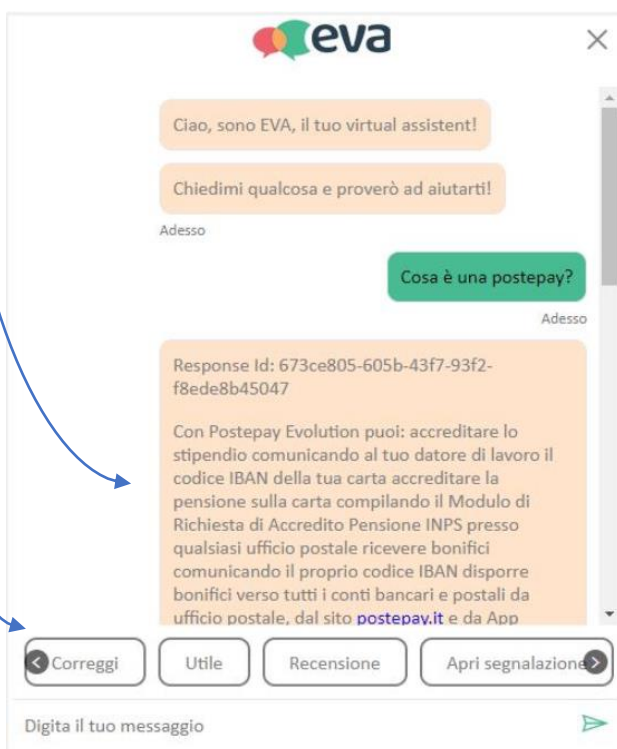 eva
Ciao, sono EVA, il tuo virtual assistent!
Chiedimi qualcosa e proverò ad aiutarti!
Adesso
Cosa è una postepay?
Adesso
Response Id: 673ce805-605b-43f7-93f2-
f8ede8b45047
Con Postepay Evolution puoi: accreditare lo
stipendio comunicando al tuo datore di lavoro il
codice IBAN della tua carta accreditare la
pensione sulla carta compilando il Modulo di
Richiesta di Accredito Pensione INPS presso
qualsiasi ufficio postale ricevere bonifici
comunicando il proprio codice IBAN disporre
bonifici verso tutti i conti bancari e postali da
ufficio postale, dal sito postepay.it e da App
Correggi Utile Recensione Apri segnalazione
Digita il tuo messaggio